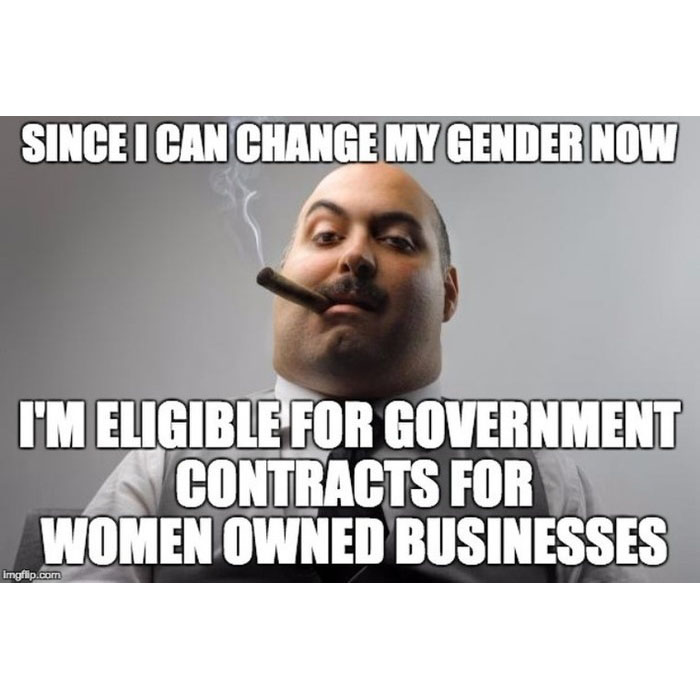 SINCE I CAN CHANGE MY GENDER NOW
I'M ELIGIBLE FOR GOVERNMENT
CONTRACTS FOR
WOMEN OWNED BUSINESSES
imgflip.com